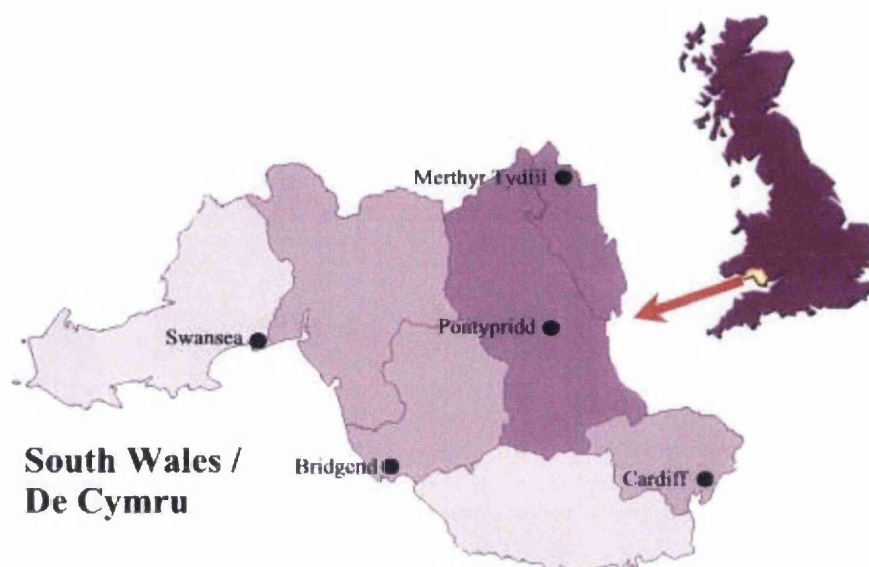 Merthyr Tydfil
Pontypridd
Swansea
South Wales /
De Cymru
Bridgend
Cardiff